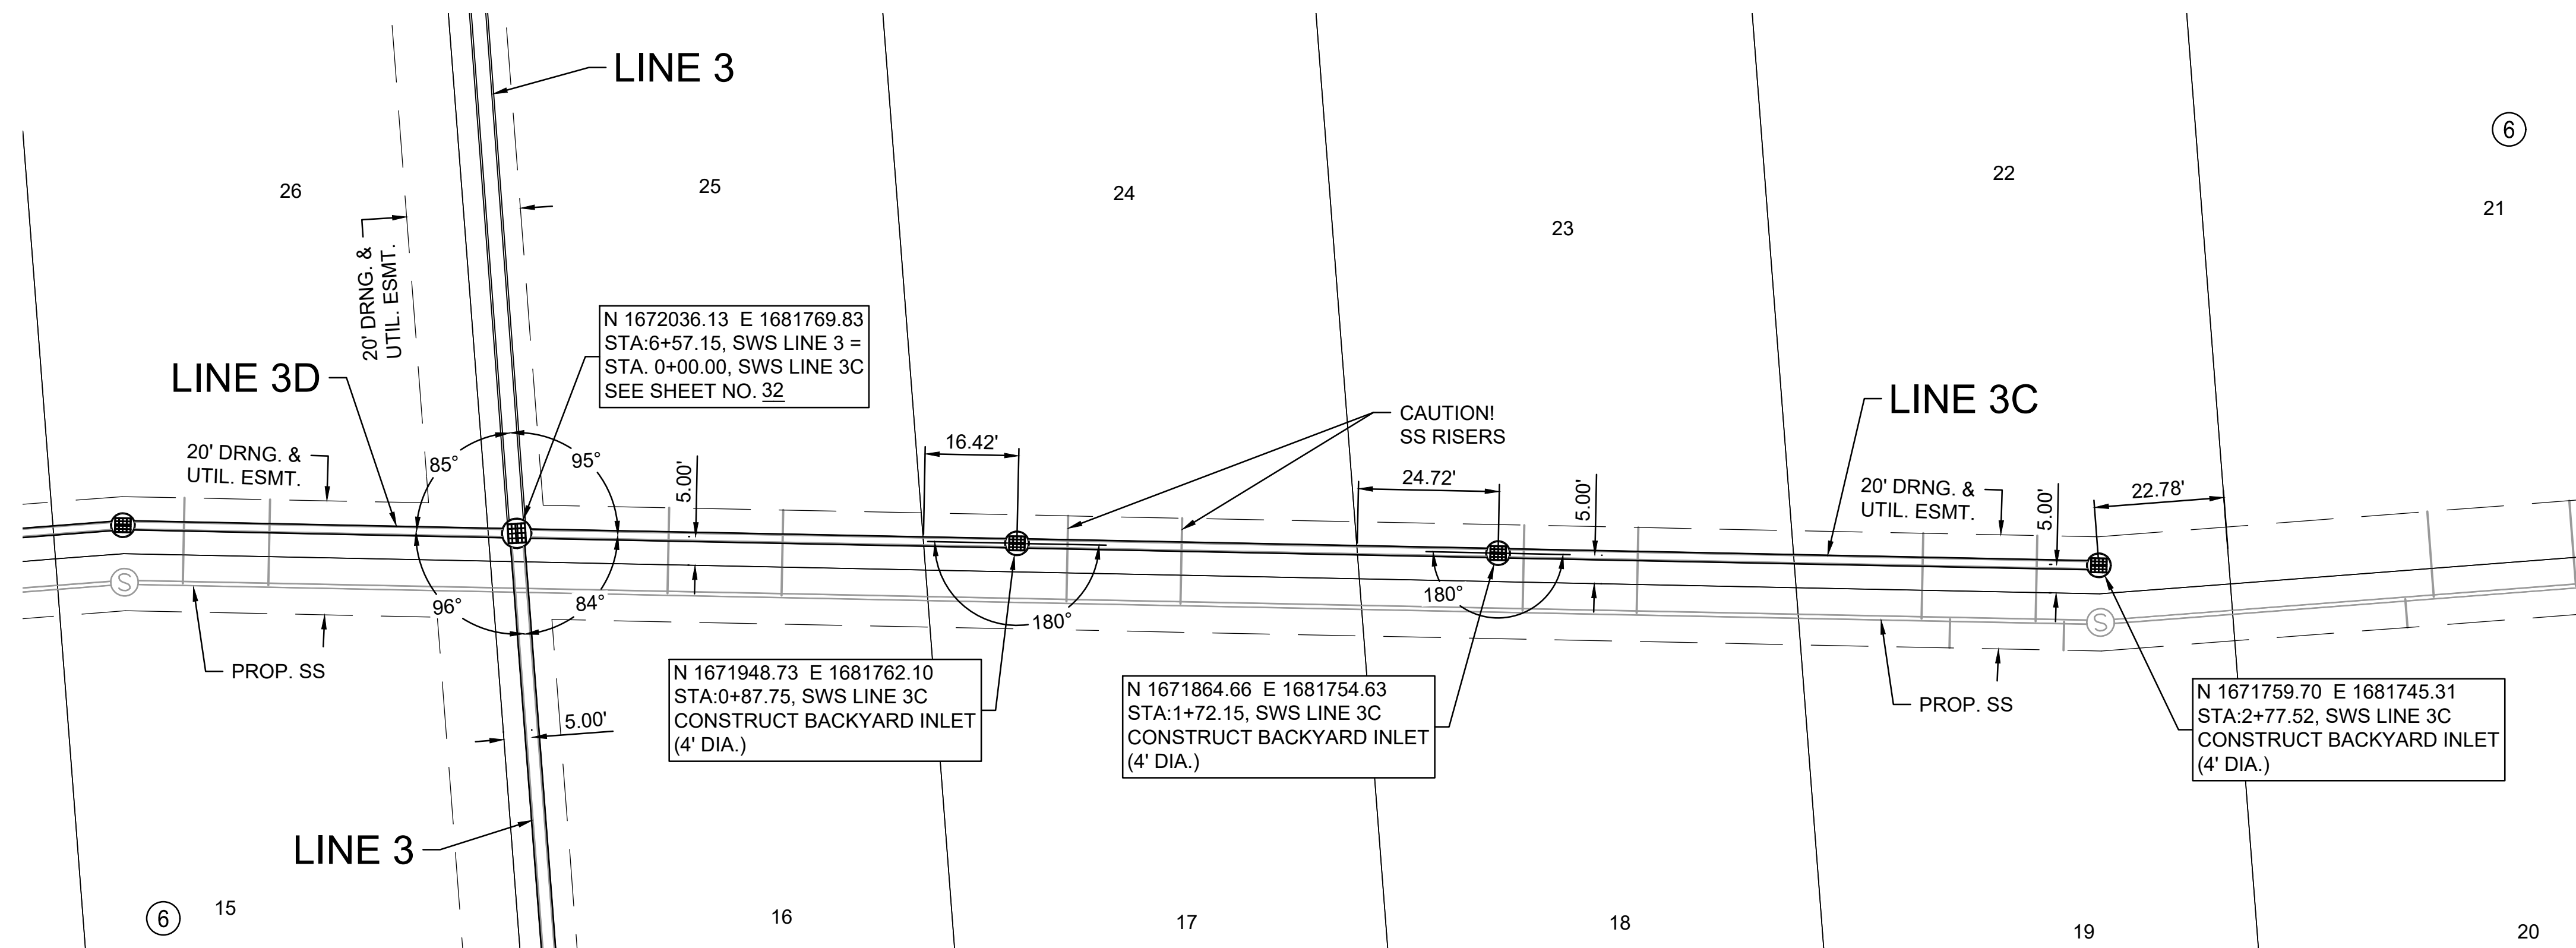 LINE 3
6
26
25
24
22
23
21
20' DRNG. &
UTIL. ESMT.
N 1672036.13 E 1681769.83
STA:6+57.15, SWS LINE 3 =
STA. 0+00.00, SWS LINE 3C
SEE SHEET NO. 32
LINE 3D
LINE 3C
CAUTION!
SS RISERS
20' DRNG. &
UTIL. ESMT.
85°
95°
5.00'
16.42'
24.72'
5.00'
20' DRNG. &
UTIL. ESMT.
5.00'
22.78'
S
96°
84°
180°
180°
S
PROP. SS
PROP. SS
N 1671948.73 E 1681762.10
STA:0+87.75, SWS LINE 3C
CONSTRUCT BACKYARD INLET
(4' DIA.)
N 1671864.66 E 1681754.63
STA:1+72.15, SWS LINE 3C
CONSTRUCT BACKYARD INLET
(4' DIA.)
N 1671759.70 E 1681745.31
STA:2+77.52, SWS LINE 3C
CONSTRUCT BACKYARD INLET
(4' DIA.)
5.00'
LINE 3
6
15
16
17
18
19
20